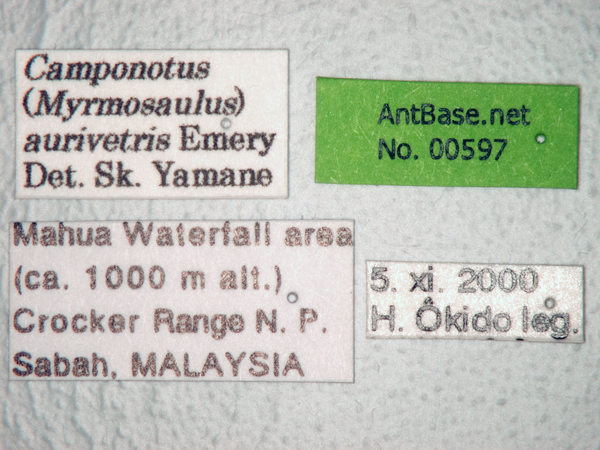 Camponotus
(Myrmosaulus)
aurivetris Emery
Det. Sk. Yamane
AntBase.net
No. 00597
Mahua Waterfall area
(ca. 1000 m alt.)
Crocker Range N. P.
Sabah, MALAYSIA
5. xi. 2000
H. Ôkido leg.